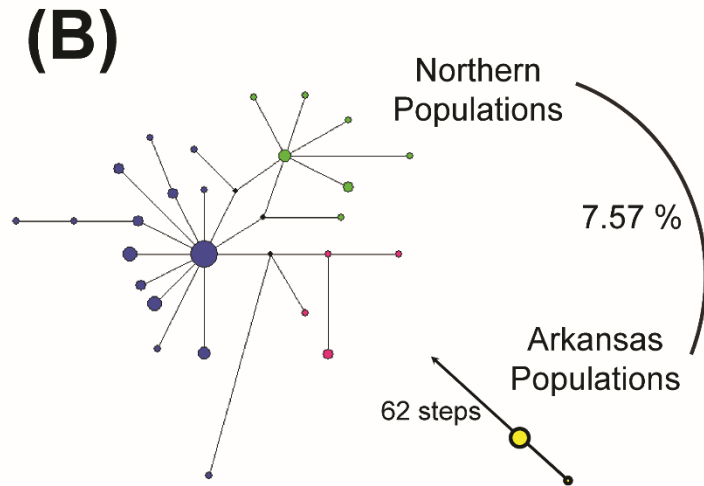 (B)
Northern
Populations
7.57 %
Arkansas
Populations
62 steps